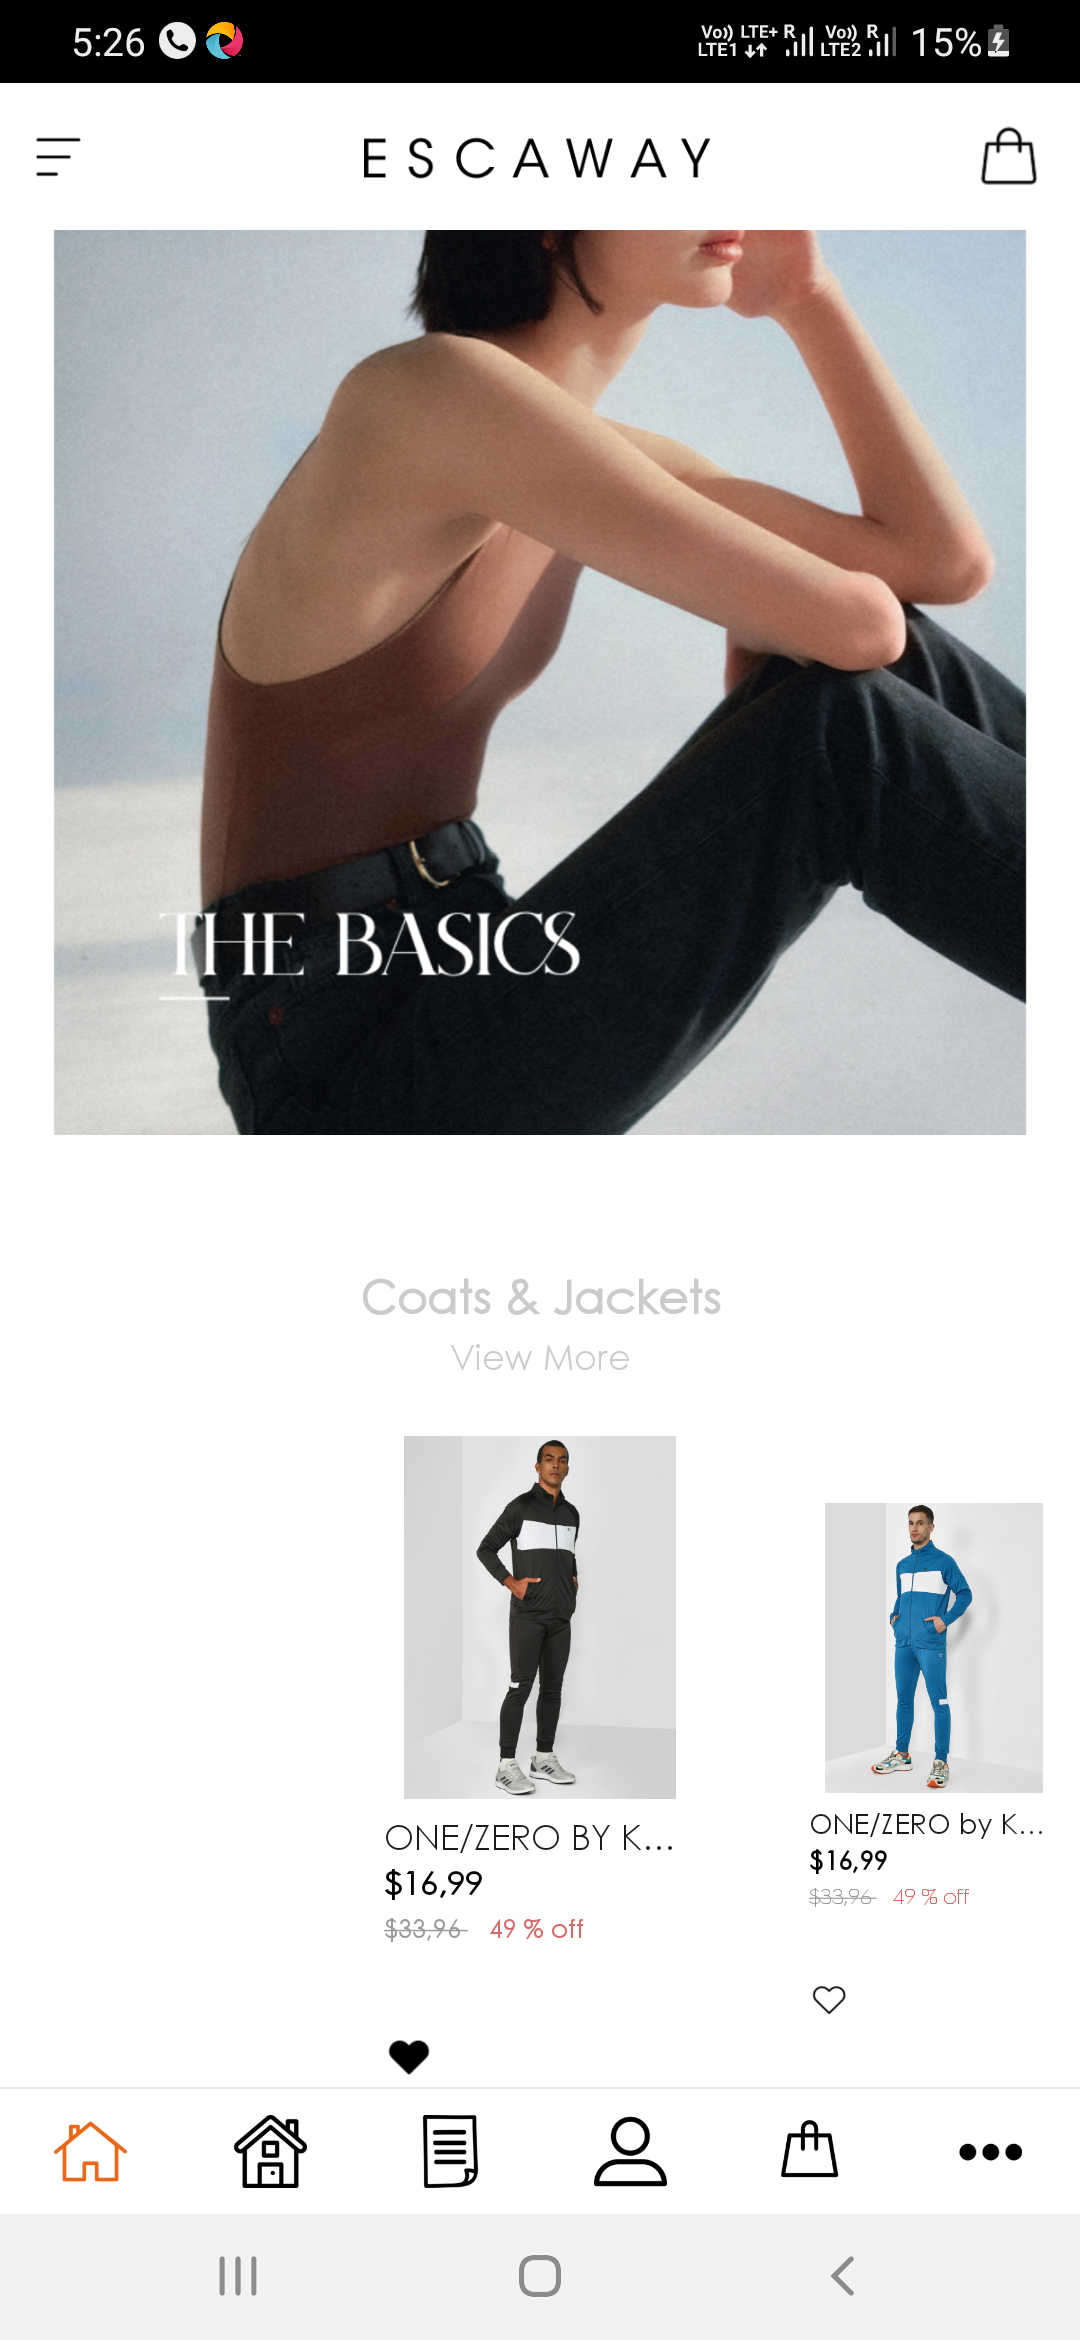 5:26
Vo)) LTE+ R Vo)) R
LTE1 LTE2 15%
ESCAWAY
THE BASICS
Coats & Jackets
View More
ONE/ZERO BY K...
$16,99
$33,96 49 % off
ONE/ZERO by K...
$16,99
$33,96 49 % off